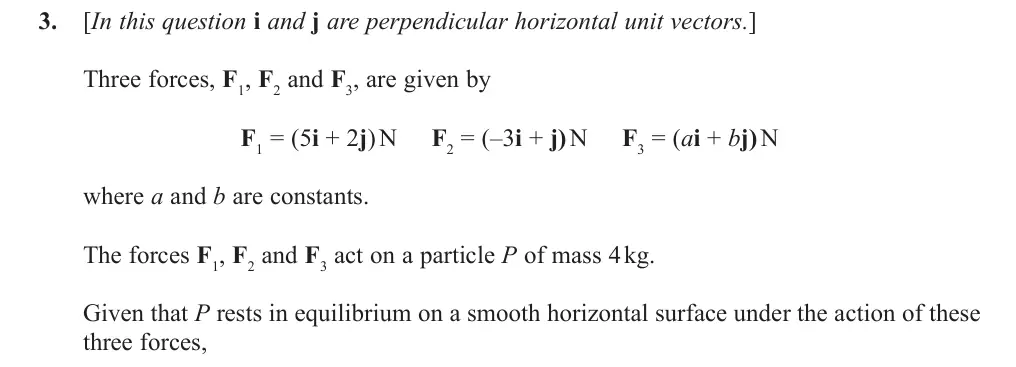 3. [In this question i and j are perpendicular horizontal unit vectors.]
Three forces, F₁, F₂ and F₃, are given by
F₁ = (5i + 2j) N F₂ = (–3i + j) N F₃ = (ai + bj) N
where a and b are constants.
The forces F₁, F₂ and F₃ act on a particle P of mass 4 kg.
Given that P rests in equilibrium on a smooth horizontal surface under the action of these
three forces,